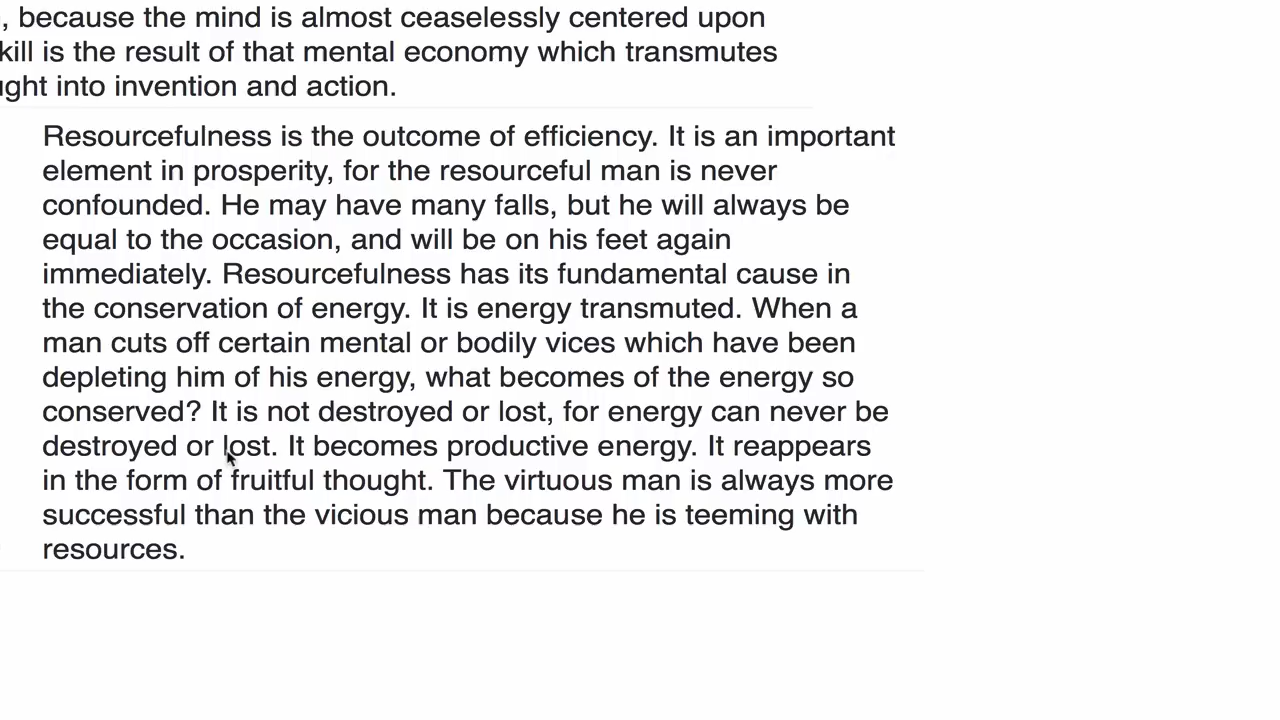 , because the mind is almost ceaselessly centered upon
kill is the result of that mental economy which transmutes
ught into invention and action.
Resourcefulness is the outcome of efficiency. It is an important
element in prosperity, for the resourceful man is never
confounded. He may have many falls, but he will always be
equal to the occasion, and will be on his feet again
immediately. Resourcefulness has its fundamental cause in
the conservation of energy. It is energy transmuted. When a
man cuts off certain mental or bodily vices which have been
depleting him of his energy, what becomes of the energy so
conserved? It is not destroyed or lost, for energy can never be
destroyed or lost. It becomes productive energy. It reappears
in the form of fruitful thought. The virtuous man is always more
successful than the vicious man because he is teeming with
resources.